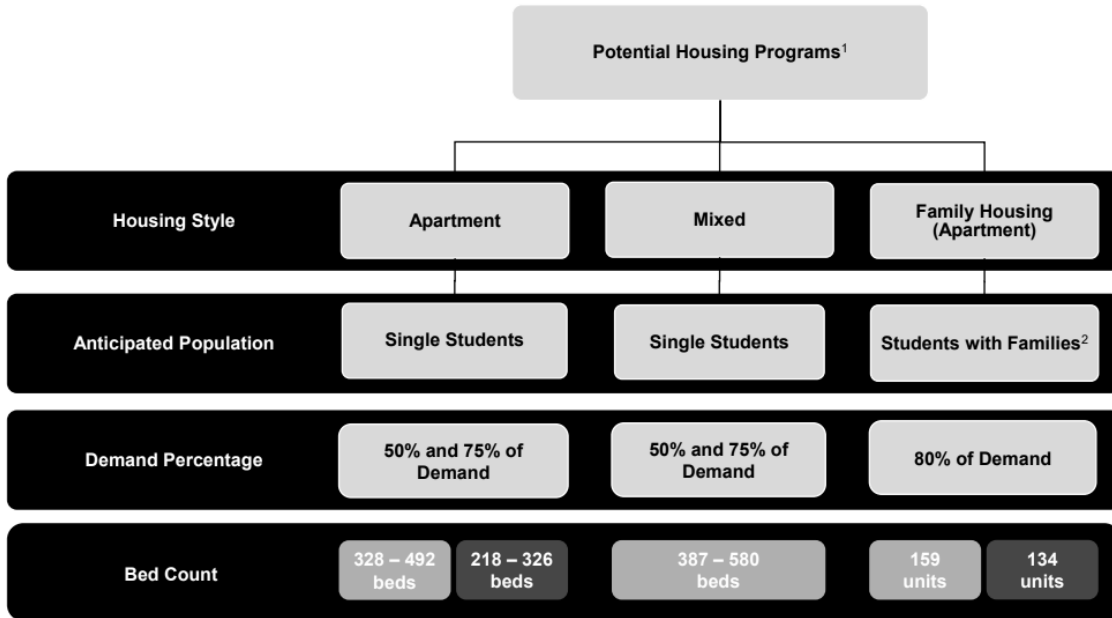 Potential Housing Programs¹
Housing Style
Apartment
Mixed
Family Housing
(Apartment)
Anticipated Population
Single Students
Single Students
Students with Families²
Demand Percentage
50% and 75% of
Demand
50% and 75% of
Demand
80% of Demand
Bed Count
328 – 492
beds
218 – 326
beds
387 – 580
beds
159
units
134
units